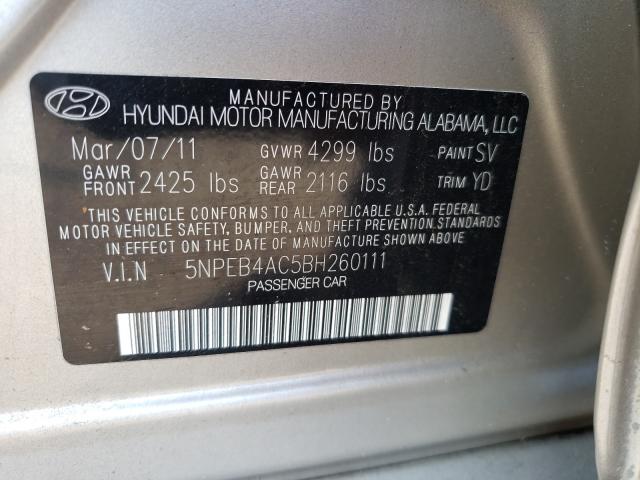 MANUFACTURED BY
HYUNDAI MOTOR MANUFACTURING ALABAMA, LLC
Mar/07/11 GVWR 4299 lbs PAINT SV
GAWR FRONT 2425 lbs GAWR REAR 2116 lbs TRIM YD
THIS VEHICLE CONFORMS TO ALL APPLICABLE U.S.A. FEDERAL
MOTOR VEHICLE SAFETY, BUMPER, AND THEFT PREVENTION STANDARDS
IN EFFECT ON THE DATE OF MANUFACTURE SHOWN ABOVE.
V.I.N 5NPEB4AC5BH260111
PASSENGER CAR